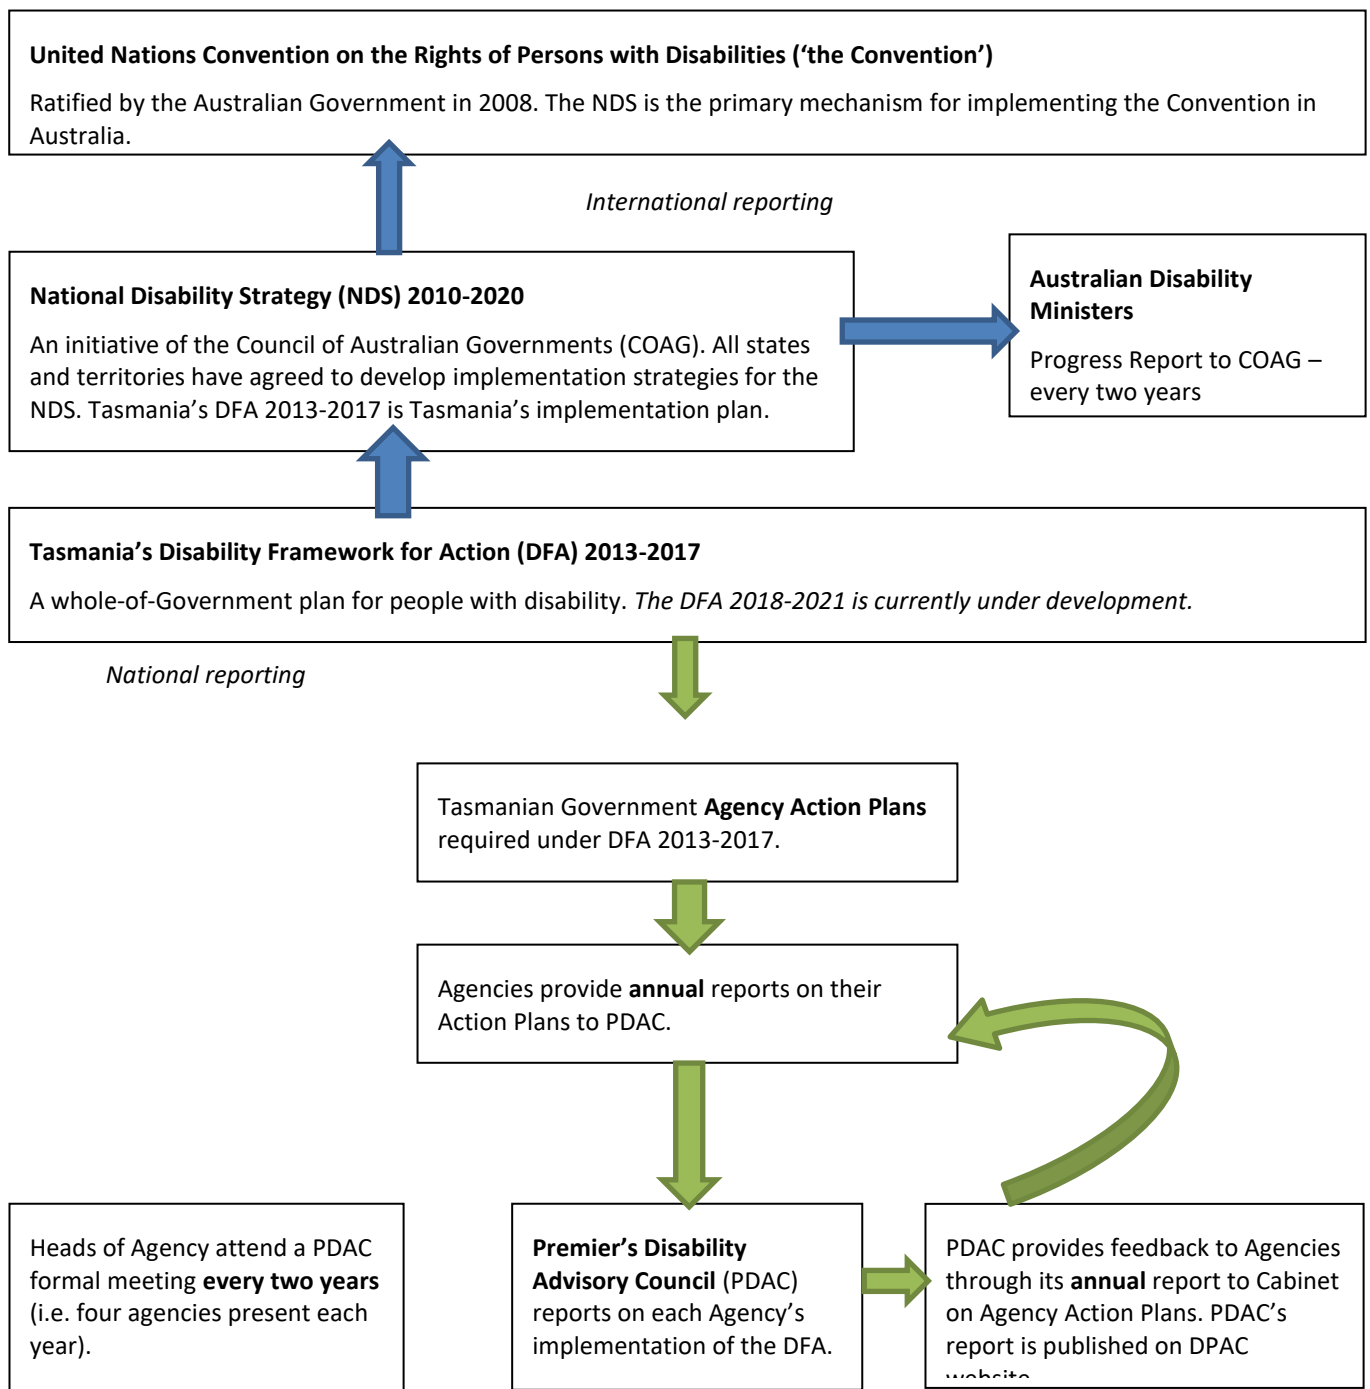 United Nations Convention on the Rights of Persons with Disabilities (‘the Convention’)
Ratified by the Australian Government in 2008. The NDS is the primary mechanism for implementing the Convention in
Australia.
International reporting
National Disability Strategy (NDS) 2010-2020
An initiative of the Council of Australian Governments (COAG). All states
and territories have agreed to develop implementation strategies for the
NDS. Tasmania’s DFA 2013-2017 is Tasmania’s implementation plan.
Australian Disability
Ministers
Progress Report to COAG –
every two years
Tasmania’s Disability Framework for Action (DFA) 2013-2017
A whole-of-Government plan for people with disability. The DFA 2018-2021 is currently under development.
National reporting
Tasmanian Government Agency Action Plans
required under DFA 2013-2017.
Agencies provide annual reports on their
Action Plans to PDAC.
Heads of Agency attend a PDAC
formal meeting every two years
(i.e. four agencies present each
year).
Premier’s Disability
Advisory Council (PDAC)
reports on each Agency’s
implementation of the DFA.
PDAC provides feedback to Agencies
through its annual report to Cabinet
on Agency Action Plans. PDAC’s
report is published on DPAC
website